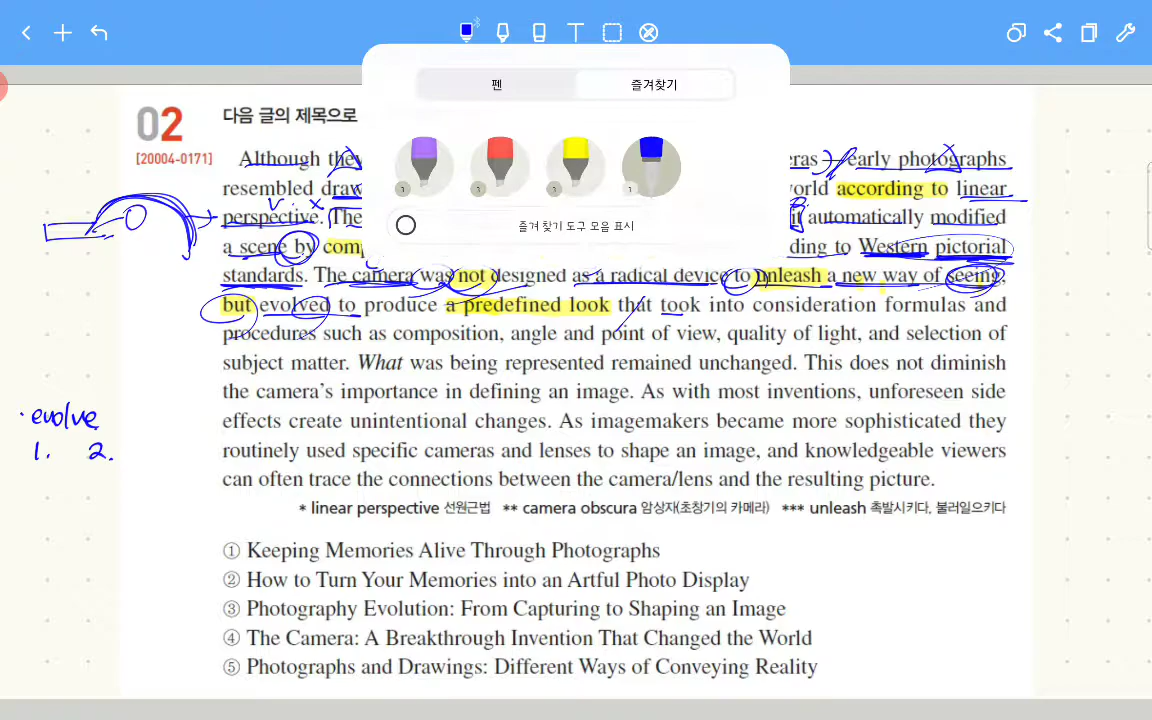 펜
즐겨찾기
즐겨 찾기 도구 모음 표시
02
[20004-0171]
다음 글의 제목으로
Although they
eras — early photographs
resembled draw
orld according to linear
perspective. The
it automatically modified
a scene by comp
ding to Western pictorial
standards. The camera was not designed as a radical device to unleash a new way of seeing,
but evolved to produce a predefined look that took into consideration formulas and
procedures such as composition, angle and point of view, quality of light, and selection of
subject matter. What was being represented remained unchanged. This does not diminish
the camera's importance in defining an image. As with most inventions, unforeseen side
effects create unintentional changes. As imagemakers became more sophisticated they
routinely used specific cameras and lenses to shape an image, and knowledgeable viewers
can often trace the connections between the camera/lens and the resulting picture.
* linear perspective 선원근법 ** camera obscura 암상자(초창기의 카메라) *** unleash 촉발시키다, 불러일으키다
① Keeping Memories Alive Through Photographs
② How to Turn Your Memories into an Artful Photo Display
③ Photography Evolution: From Capturing to Shaping an Image
④ The Camera: A Breakthrough Invention That Changed the World
⑤ Photographs and Drawings: Different Ways of Conveying Reality
· evolve
1. 2.